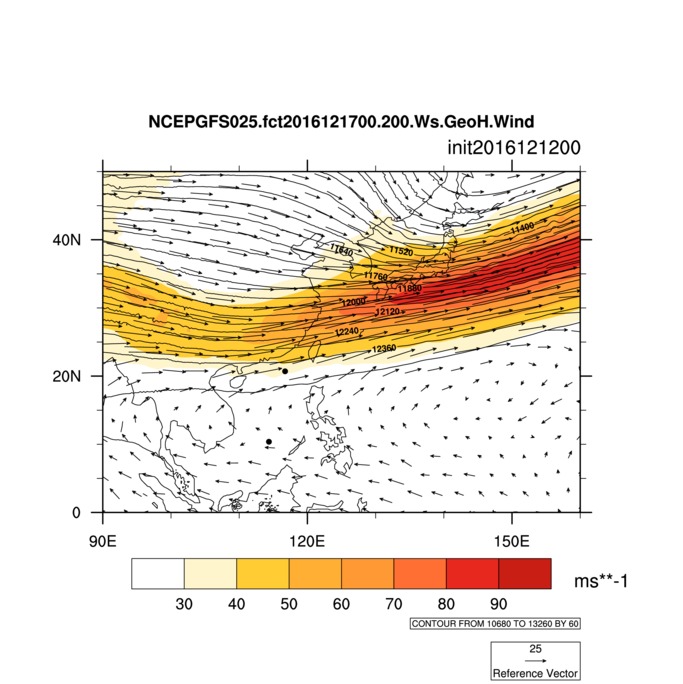 NCEPGFS025.fct2016121700.200.Ws.GeoH.Wind
init2016121200
40N
20N
0
11640
11520
11400
11760
11880
12000
12120
12240
12360
90E 120E 150E
30 40 50 60 70 80 90
ms**-1
CONTOUR FROM 10680 TO 13260 BY 60
25
Reference Vector